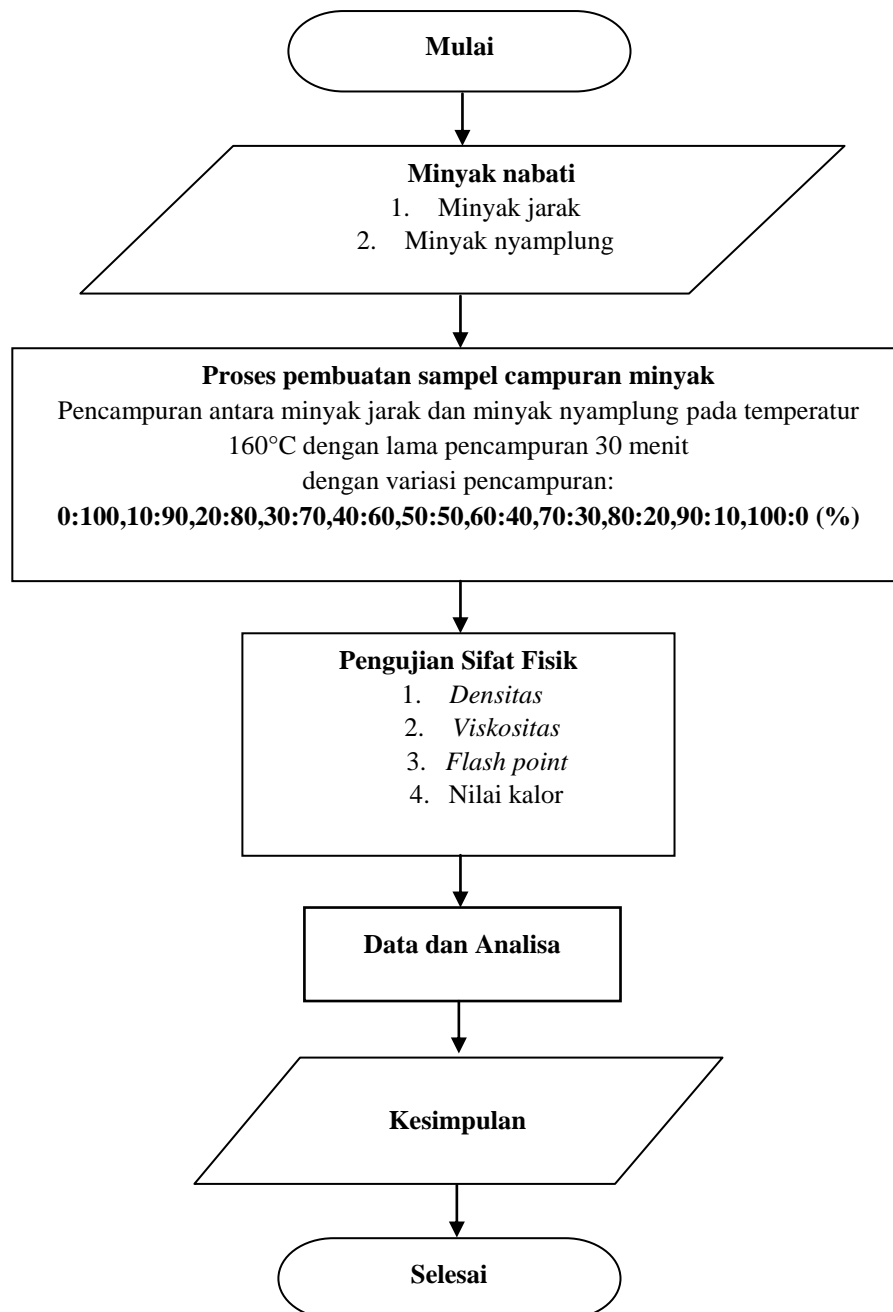 Mulai
Minyak nabati
1. Minyak jarak
2. Minyak nyamplung
Proses pembuatan sampel campuran minyak
Pencampuran antara minyak jarak dan minyak nyamplung pada temperatur
160°C dengan lama pencampuran 30 menit
dengan variasi pencampuran:
0:100,10:90,20:80,30:70,40:60,50:50,60:40,70:30,80:20,90:10,100:0 (%)
Pengujian Sifat Fisik
1. Densitas
2. Viskositas
3. Flash point
4. Nilai kalor
Data dan Analisa
Kesimpulan
Selesai